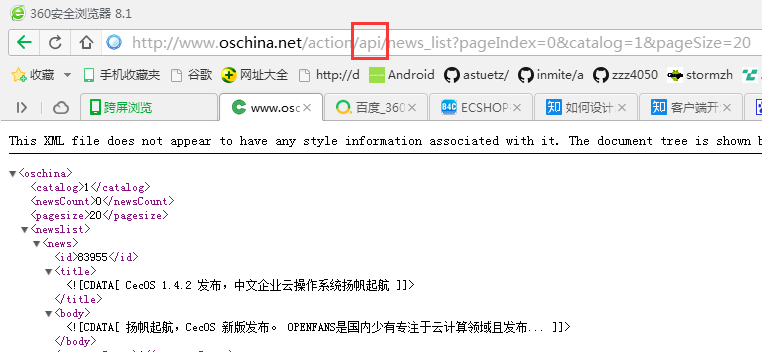 360安全浏览器 8.1
http://www.oschina.net/action/api/news_list?pageIndex=0&catalog=1&pageSize=20
收藏 手机收藏夹 谷歌 网址大全 http://d Android astuetz/ inmite/a zzz4050 stormzh
跨屏浏览 www.osc 百度_360 ECSHOP 如何设计 客户端开
This XML file does not appear to have any style information associated with it. The document tree is shown b
<oschina>
<catalog>1</catalog>
<newsCount>0</newsCount>
<pagesize>20</pagesize>
<newslist>
<news>
<id>83955</id>
<title>
<![CDATA[ CecOS 1.4.2 发布，中文企业云操作系统扬帆起航 ]]>
</title>
<body>
<![CDATA[ 扬帆起航，CecOS 新版发布。 OPENFANS是国内少有专注于云计算领域且发布... ]]>
</body>